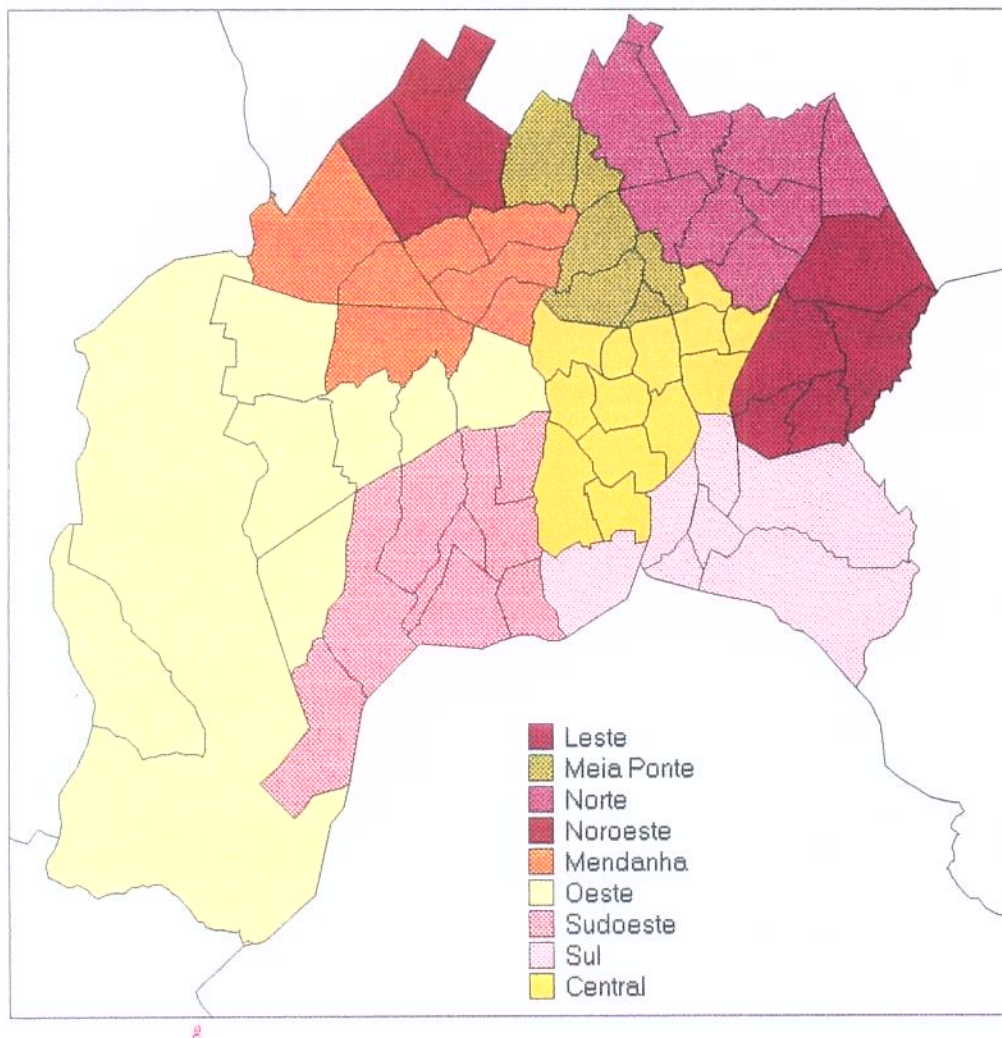 Leste
Meia Ponte
Norte
Noroeste
Mendanha
Oeste
Sudoeste
Sul
Central